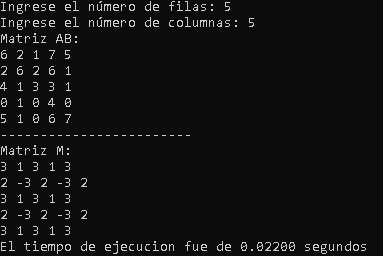 Ingrese el número de filas: 5
Ingrese el número de columnas: 5
Matriz AB:
6 2 1 7 5
2 6 2 6 1
4 1 3 3 1
0 1 0 4 0
5 1 0 6 7
------------------------
Matriz M:
3 1 3 1 3
2 -3 2 -3 2
3 1 3 1 3
2 -3 2 -3 2
3 1 3 1 3
El tiempo de ejecucion fue de 0.02200 segundos